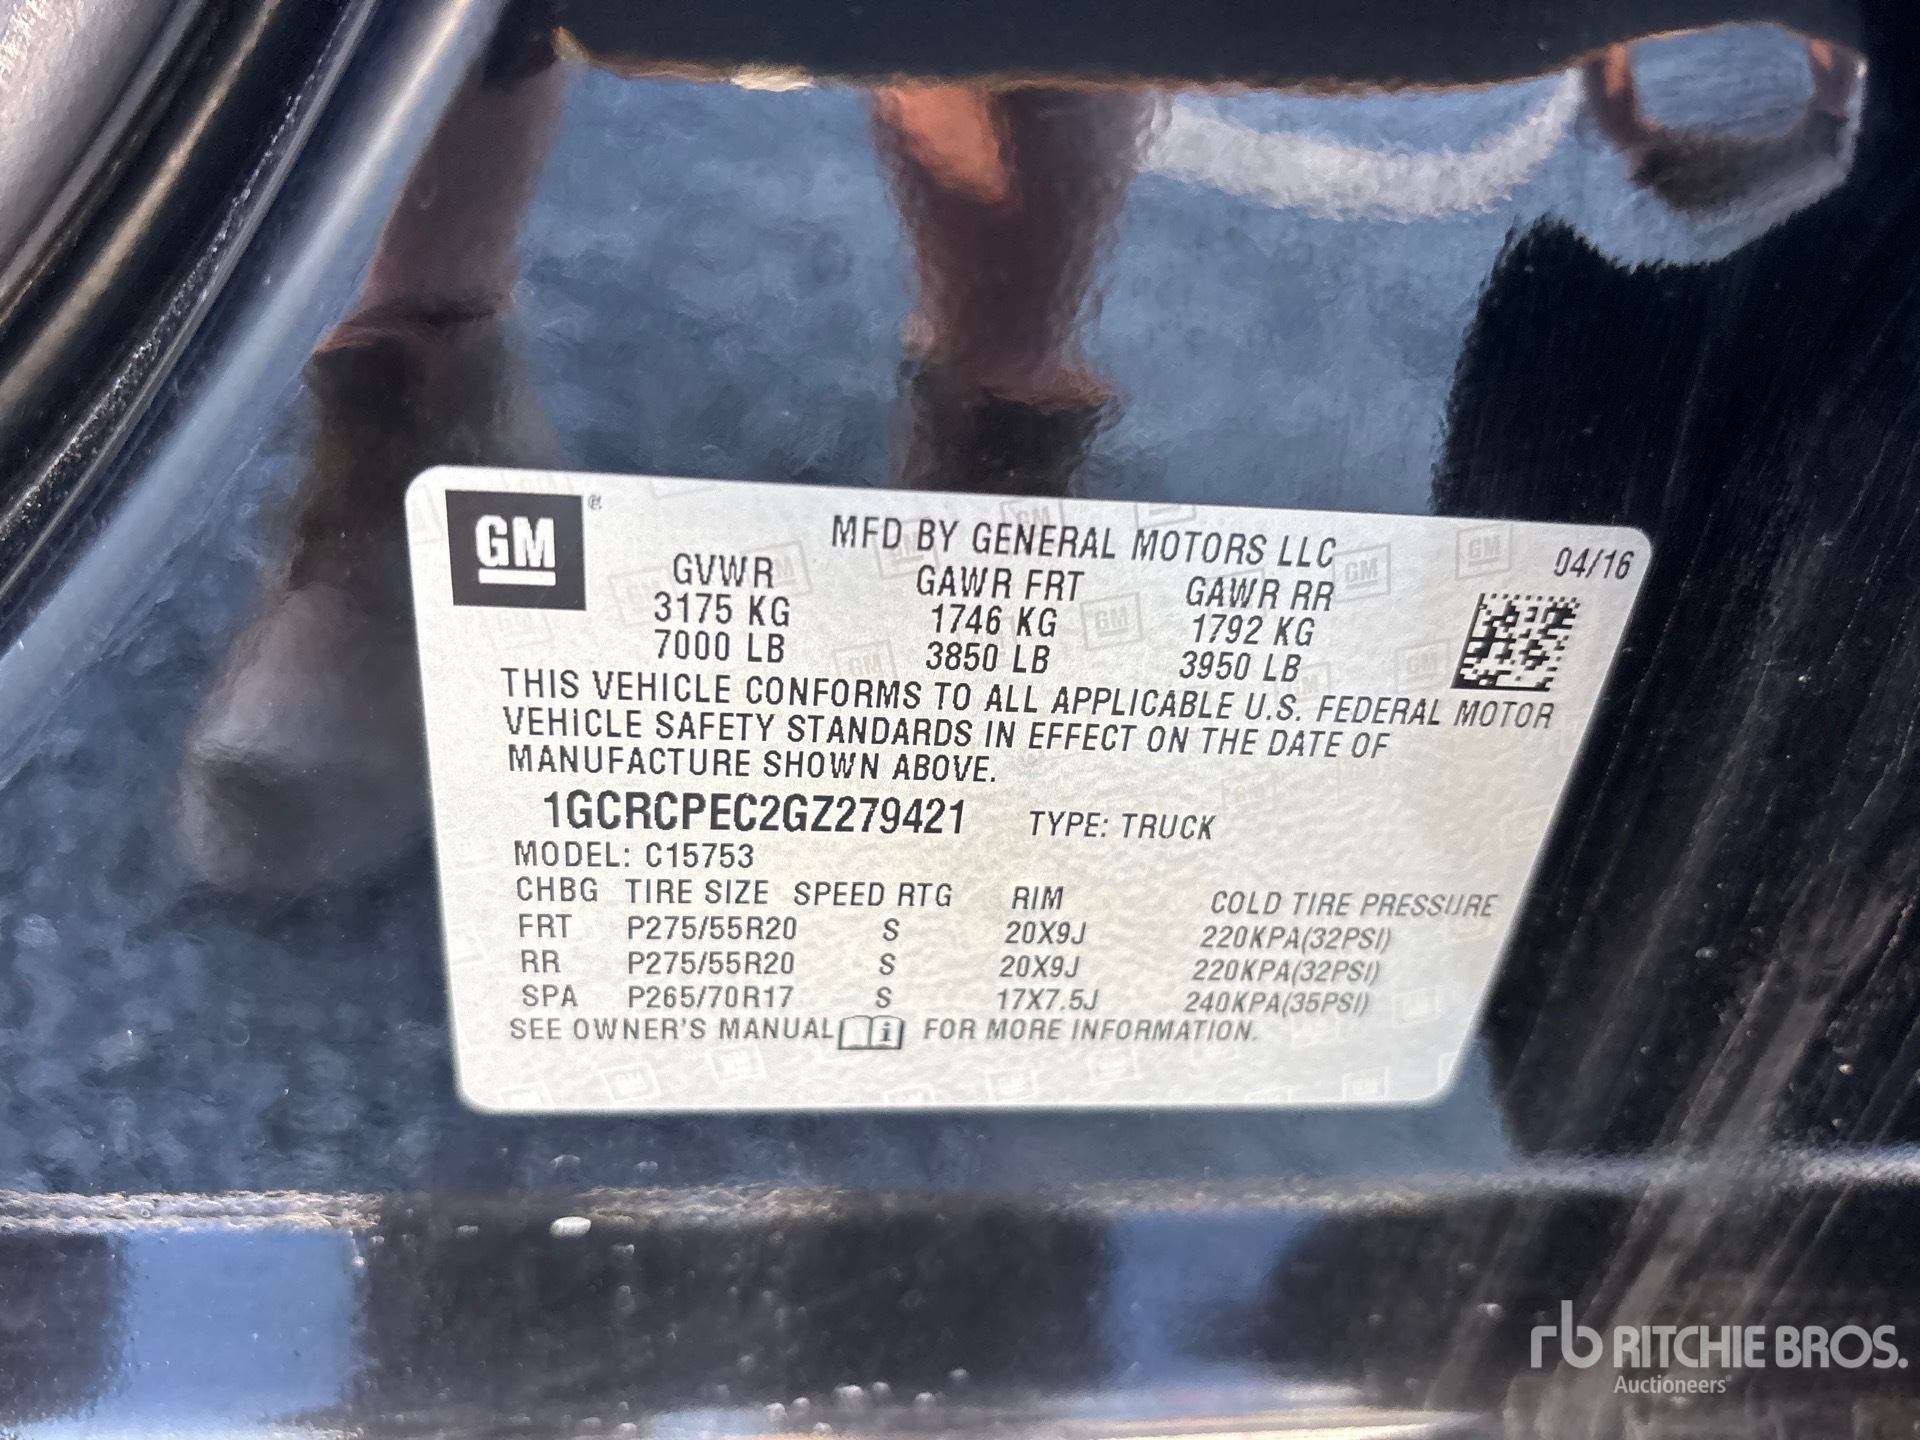 GM ®
MFD BY GENERAL MOTORS LLC 04/16
GVWR GAWR FRT GAWR RR
3175 KG 1746 KG 1792 KG
7000 LB 3850 LB 3950 LB
THIS VEHICLE CONFORMS TO ALL APPLICABLE U.S. FEDERAL MOTOR
VEHICLE SAFETY STANDARDS IN EFFECT ON THE DATE OF
MANUFACTURE SHOWN ABOVE.
1GCRCPEC2GZ279421 TYPE: TRUCK
MODEL: C15753
CHBG TIRE SIZE SPEED RTG RIM COLD TIRE PRESSURE
FRT P275/55R20 S 20X9J 220KPA(32PSI)
RR P275/55R20 S 20X9J 220KPA(32PSI)
SPA P265/70R17 S 17X7.5J 240KPA(35PSI)
SEE OWNER'S MANUAL i FOR MORE INFORMATION.
rb RITCHIE BROS.
Auctioneers